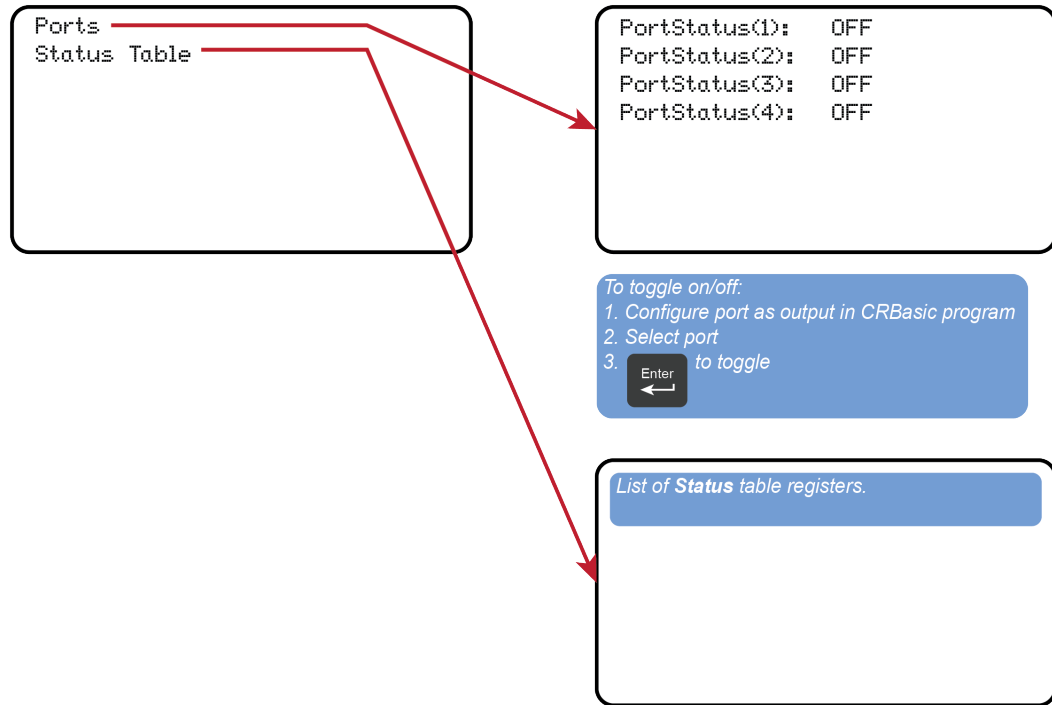 Ports
Status Table
PortStatus(1): OFF
PortStatus(2): OFF
PortStatus(3): OFF
PortStatus(4): OFF
To toggle on/off:
1. Configure port as output in CRBasic program
2. Select port
3. Enter to toggle
List of Status table registers.